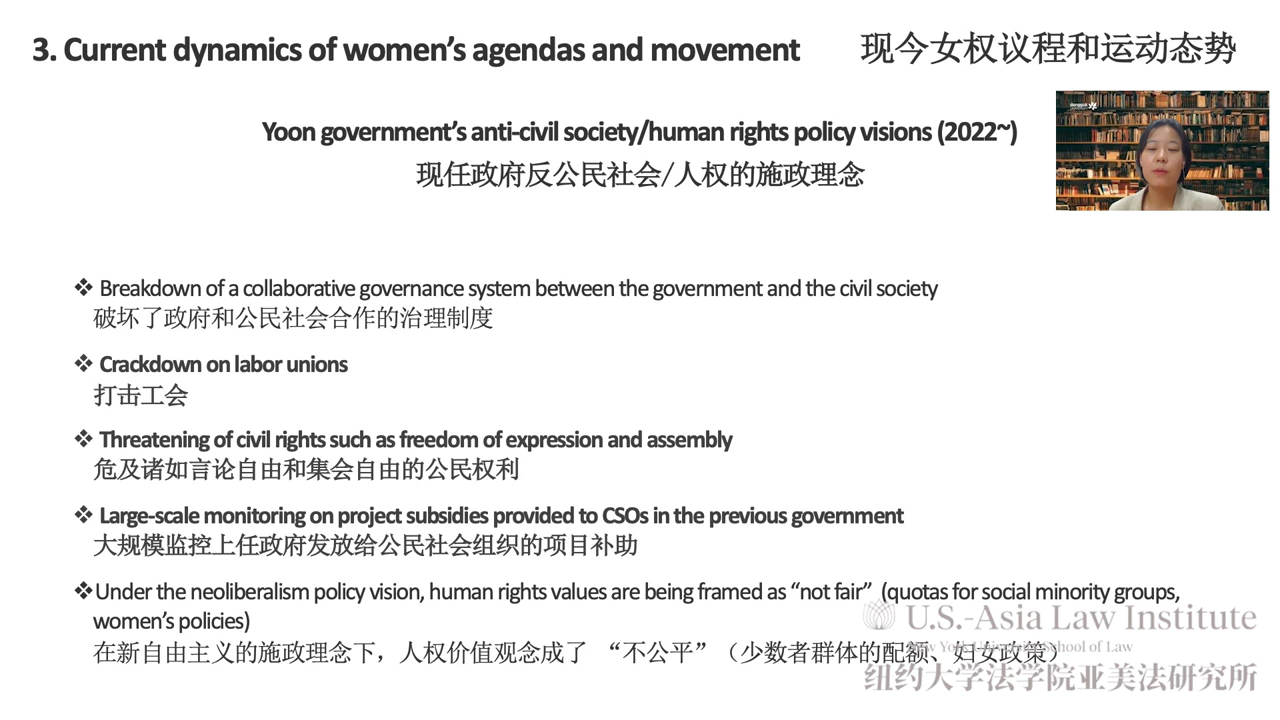 3. Current dynamics of women’s agendas and movement 现今女权议程和运动态势
Yoon government’s anti-civil society/human rights policy visions (2022~)
现任政府反公民社会/人权的施政理念
❖ Breakdown of a collaborative governance system between the government and the civil society
破坏了政府和公民社会合作的治理制度
❖ Crackdown on labor unions
打击工会
❖ Threatening of civil rights such as freedom of expression and assembly
危及诸如言论自由和集会自由的公民权利
❖ Large-scale monitoring on project subsidies provided to CSOs in the previous government
大规模监控上任政府发放给公民社会组织的项目补助
❖Under the neoliberalism policy vision, human rights values are being framed as “not fair” (quotas for social minority groups,
women’s policies)
在新自由主义的施政理念下，人权价值观念成了 “不公平”（少数者群体的配额、妇女政策）
U.S.-Asia Law Institute
New York University School of Law
纽约大学法学院亚美法研究所